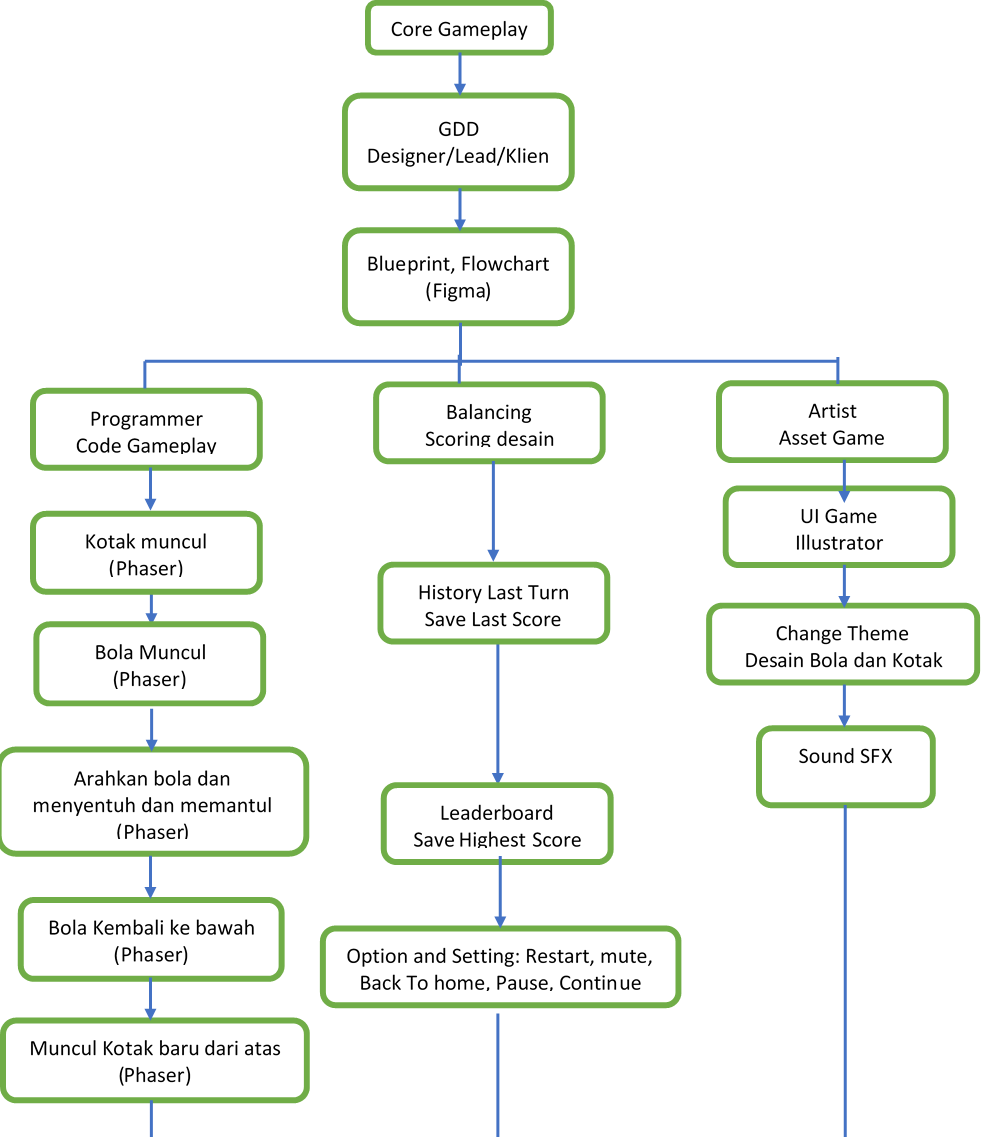 Core Gameplay
GDD
Designer/Lead/Klien
Blueprint, Flowchart
(Figma)
Programmer
Code Gameplay
Kotak muncul
(Phaser)
Bola Muncul
(Phaser)
Arahkan bola dan
menyentuh dan memantul
(Phaser)
Bola Kembali ke bawah
(Phaser)
Muncul Kotak baru dari atas
(Phaser)
Balancing
Scoring desain
History Last Turn
Save Last Score
Leaderboard
Save Highest Score
Option and Setting: Restart, mute,
Back To home, Pause, Continue
Artist
Asset Game
UI Game
Illustrator
Change Theme
Desain Bola dan Kotak
Sound SFX